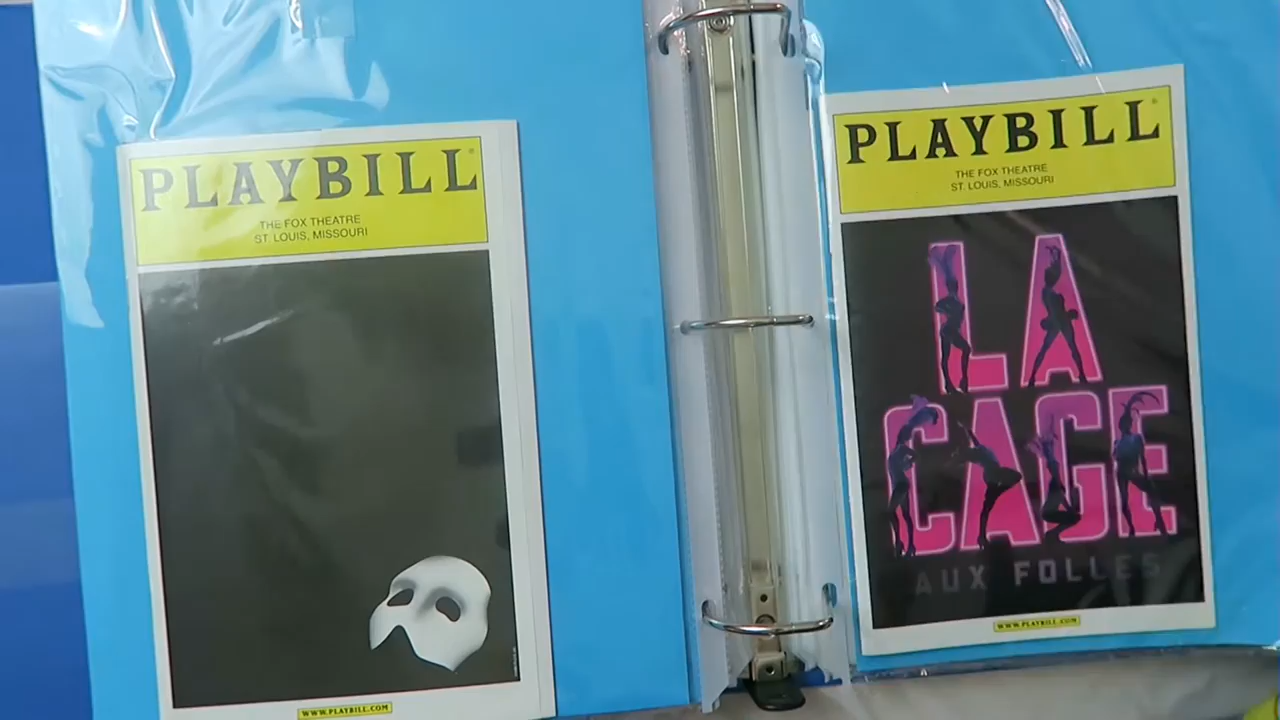 PLAYBILL
THE FOX THEATRE
ST. LOUIS, MISSOURI
WWW.PLAYBILL.COM
PLAYBILL
THE FOX THEATRE
ST. LOUIS, MISSOURI
LA
CAGE
AUX FOLLES
WWW.PLAYBILL.COM